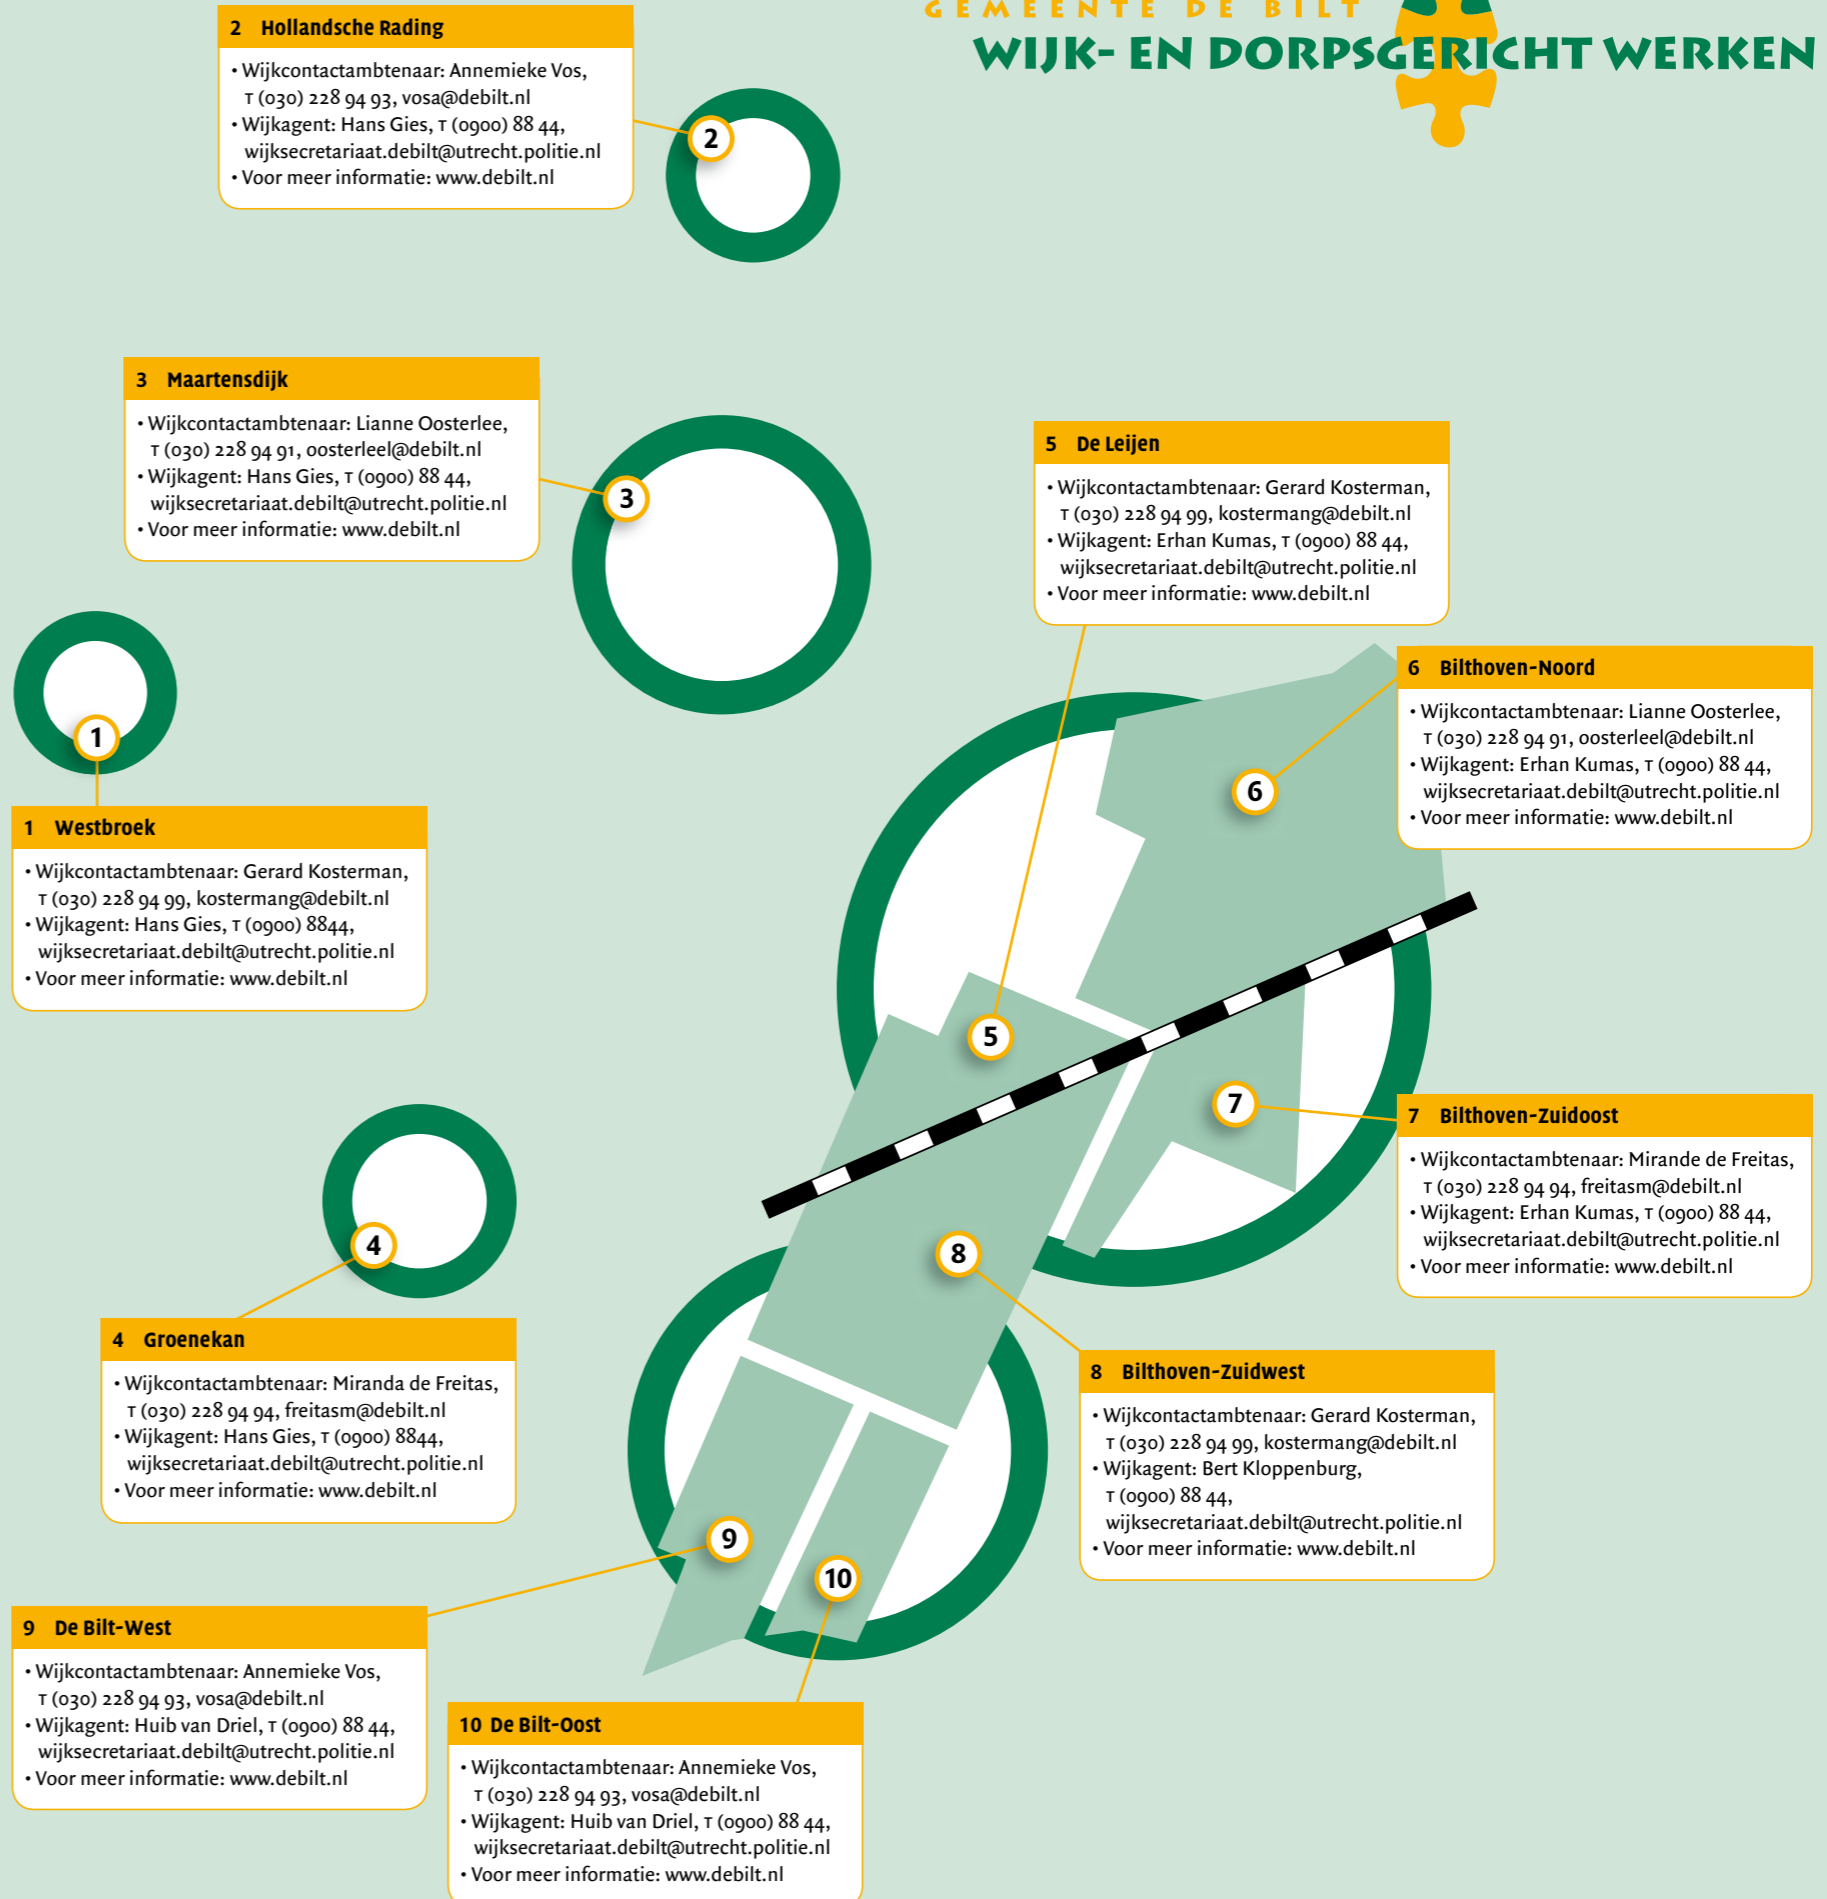 GEMEENTE DE BILT
WIJK- EN DORPSGERICHT WERKEN
2 Hollandsche Rading
• Wijkcontactambtenaar: Annemieke Vos,
T (030) 228 94 93, vosa@debilt.nl
• Wijkagent: Hans Gies, T (0900) 88 44,
wijksecretariaat.debilt@utrecht.politie.nl
• Voor meer informatie: www.debilt.nl
2
3 Maartensdijk
• Wijkcontactambtenaar: Lianne Oosterlee,
T (030) 228 94 91, oosterleel@debilt.nl
• Wijkagent: Hans Gies, T (0900) 88 44,
wijksecretariaat.debilt@utrecht.politie.nl
• Voor meer informatie: www.debilt.nl
3
5 De Leijen
• Wijkcontactambtenaar: Gerard Kosterman,
T (030) 228 94 99, kostermang@debilt.nl
• Wijkagent: Erhan Kumas, T (0900) 88 44,
wijksecretariaat.debilt@utrecht.politie.nl
• Voor meer informatie: www.debilt.nl
6 Bilthoven-Noord
• Wijkcontactambtenaar: Lianne Oosterlee,
T (030) 228 94 91, oosterleel@debilt.nl
• Wijkagent: Erhan Kumas, T (0900) 88 44,
wijksecretariaat.debilt@utrecht.politie.nl
• Voor meer informatie: www.debilt.nl
1
6
1 Westbroek
• Wijkcontactambtenaar: Gerard Kosterman,
T (030) 228 94 99, kostermang@debilt.nl
• Wijkagent: Hans Gies, T (0900) 8844,
wijksecretariaat.debilt@utrecht.politie.nl
• Voor meer informatie: www.debilt.nl
5
7
7 Bilthoven-Zuidoost
• Wijkcontactambtenaar: Mirande de Freitas,
T (030) 228 94 94, freitasm@debilt.nl
• Wijkagent: Erhan Kumas, T (0900) 88 44,
wijksecretariaat.debilt@utrecht.politie.nl
• Voor meer informatie: www.debilt.nl
4
8
4 Groenekan
• Wijkcontactambtenaar: Miranda de Freitas,
T (030) 228 94 94, freitasm@debilt.nl
• Wijkagent: Hans Gies, T (0900) 8844,
wijksecretariaat.debilt@utrecht.politie.nl
• Voor meer informatie: www.debilt.nl
8 Bilthoven-Zuidwest
• Wijkcontactambtenaar: Gerard Kosterman,
T (030) 228 94 99, kostermang@debilt.nl
• Wijkagent: Bert Kloppenburg,
T (0900) 88 44,
wijksecretariaat.debilt@utrecht.politie.nl
• Voor meer informatie: www.debilt.nl
9
10
9 De Bilt-West
• Wijkcontactambtenaar: Annemieke Vos,
T (030) 228 94 93, vosa@debilt.nl
• Wijkagent: Huib van Driel, T (0900) 88 44,
wijksecretariaat.debilt@utrecht.politie.nl
• Voor meer informatie: www.debilt.nl
10 De Bilt-Oost
• Wijkcontactambtenaar: Annemieke Vos,
T (030) 228 94 93, vosa@debilt.nl
• Wijkagent: Huib van Driel, T (0900) 88 44,
wijksecretariaat.debilt@utrecht.politie.nl
• Voor meer informatie: www.debilt.nl